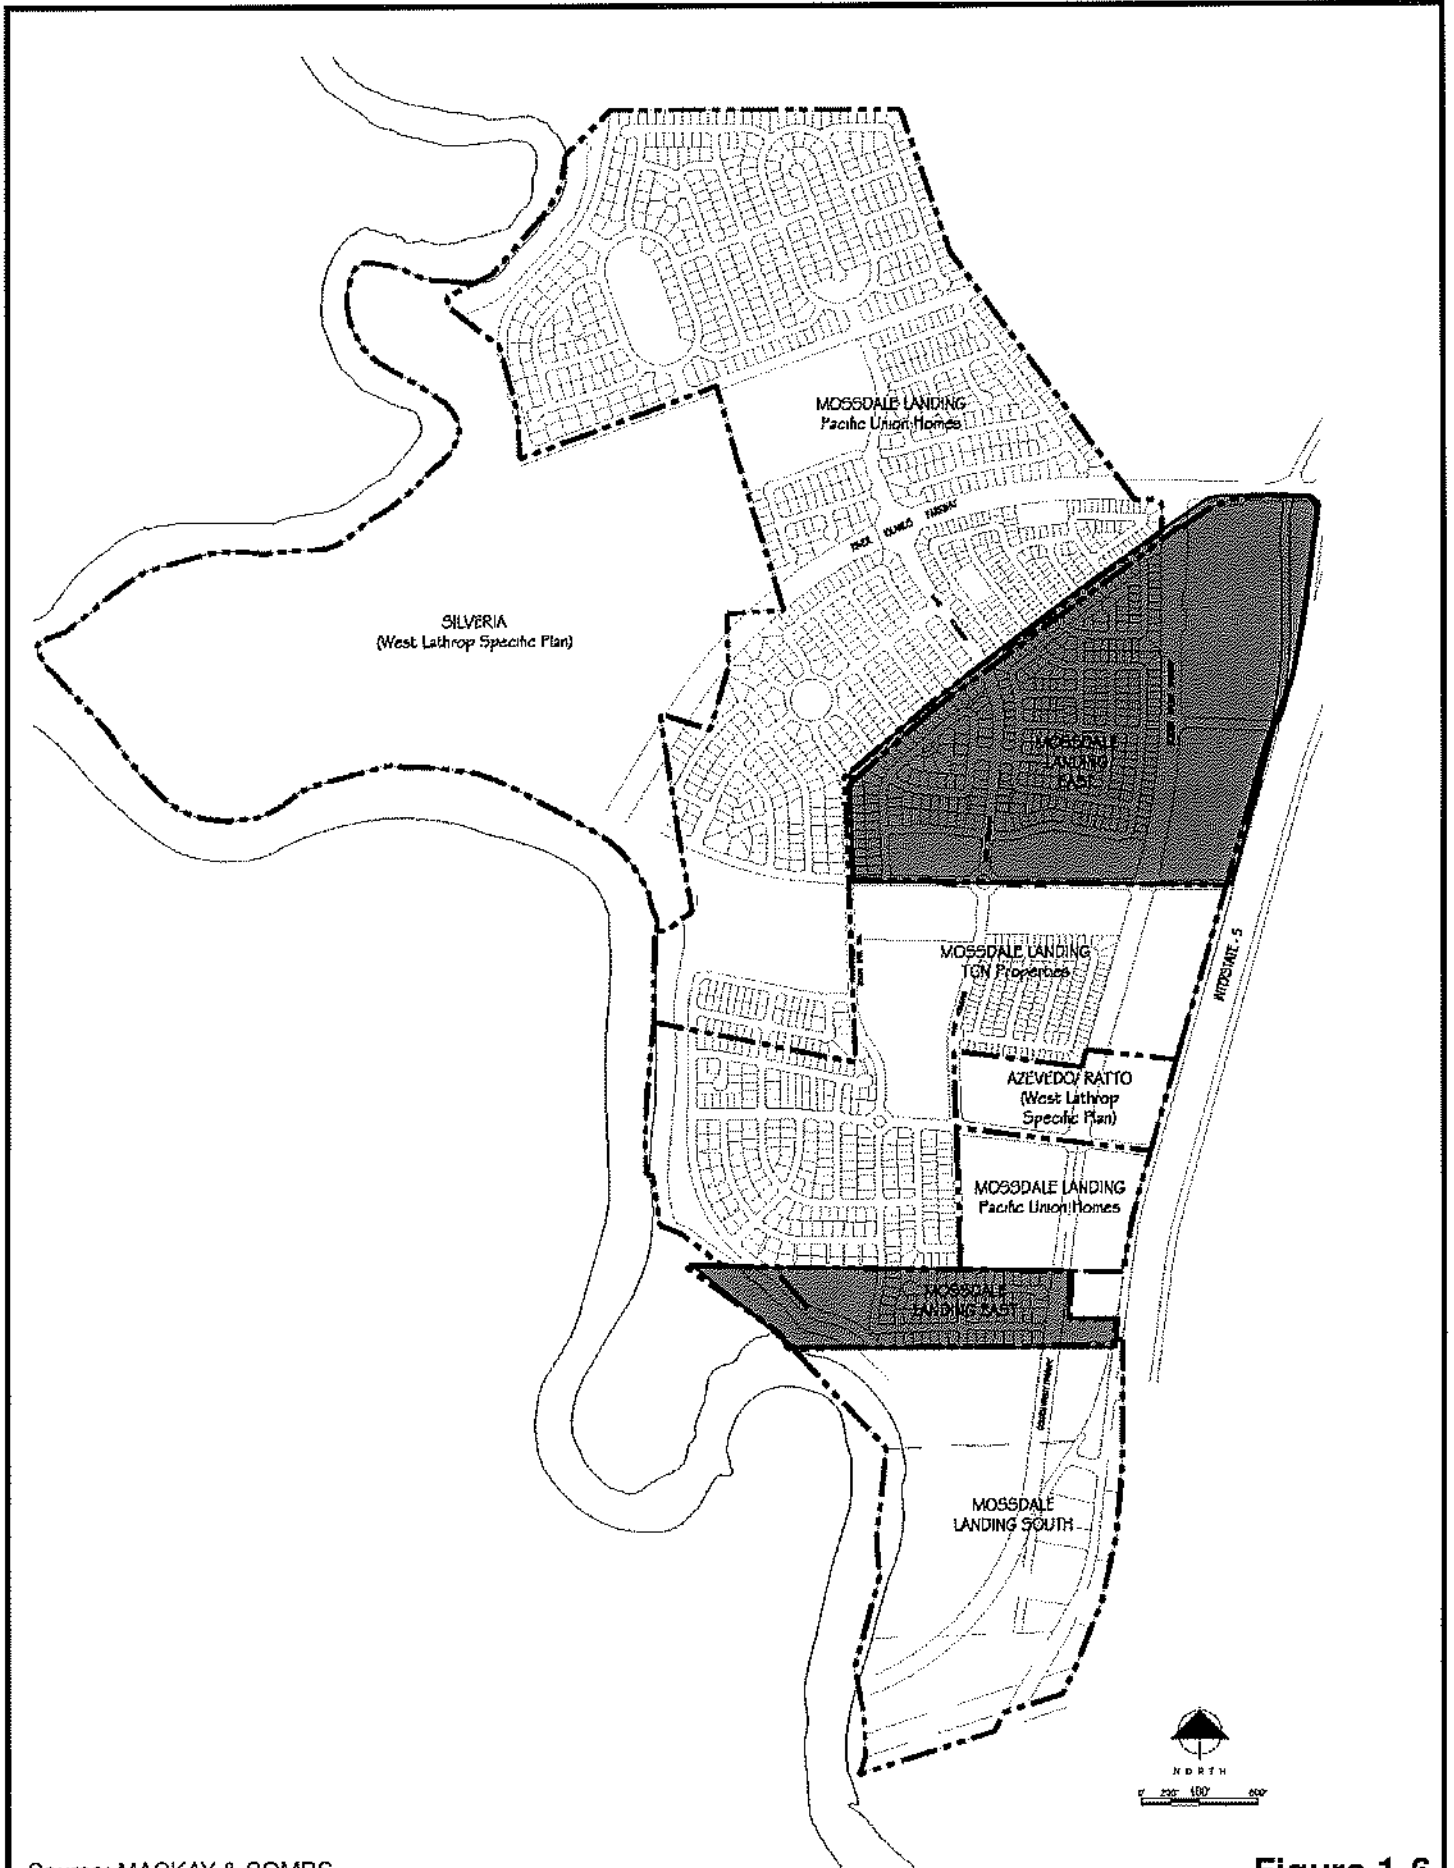 MOSSDALE LANDING
Pacific Union Homes
SILVERIA
(West Lathrop Specific Plan)
MOSSDALE
LANDING
EAST
MOSSDALE LANDING
TCN Properties
INTERSTATE - 5
AZEVEDO/ RATTO
(West Lathrop
Specific Plan)
MOSSDALE LANDING
Pacific Union Homes
MOSSDALE
LANDING EAST
MOSSDALE
LANDING SOUTH
NORTH
Source: MACKAY & SOMPS
Figure 1-6